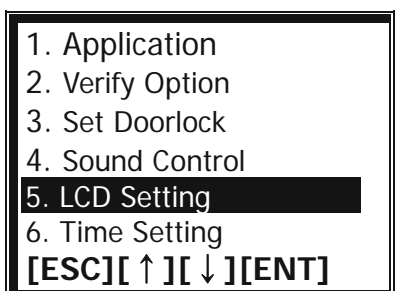 1. Application
2. Verify Option
3. Set Doorlock
4. Sound Control
5. LCD Setting
6. Time Setting
[ESC][↑][↓][ENT]